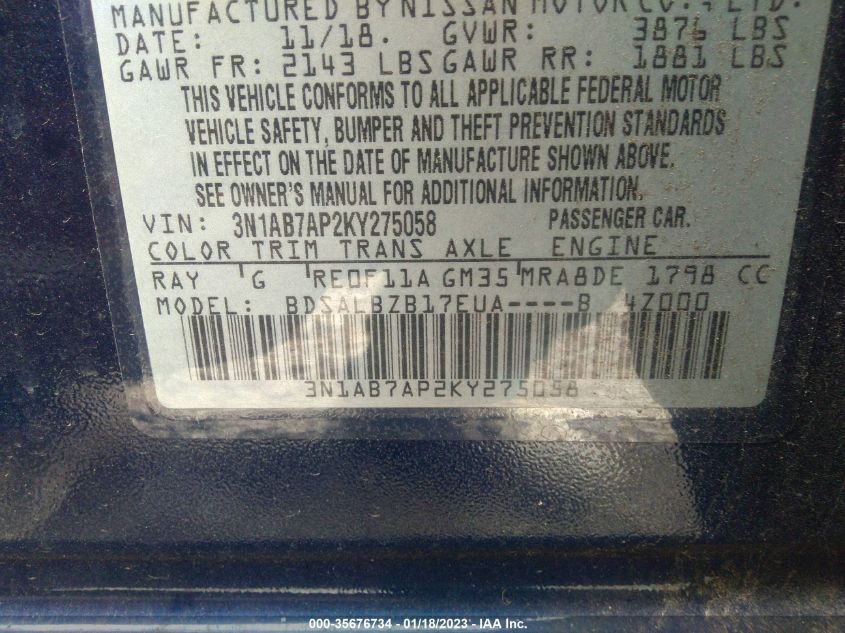 MANUFACTURED BY NISSAN MOTOR CO., LTD.
DATE: 11/18. GVWR: 3876 LBS
GAWR FR: 2143 LBS GAWR RR: 1881 LBS
THIS VEHICLE CONFORMS TO ALL APPLICABLE FEDERAL MOTOR
VEHICLE SAFETY, BUMPER AND THEFT PREVENTION STANDARDS
IN EFFECT ON THE DATE OF MANUFACTURE SHOWN ABOVE.
SEE OWNER'S MANUAL FOR ADDITIONAL INFORMATION.
VIN: 3N1AB7AP2KY275058 PASSENGER CAR.
COLOR TRIM TRANS AXLE ENGINE
RAY 'G 'RE0F11A GM35'MRA8DE 1798 CC
MODEL: BDSALBZB17EUA----B 4Z000
3N1AB7AP2KY275058
000-35676734 - 01/18/2023 - IAA Inc.